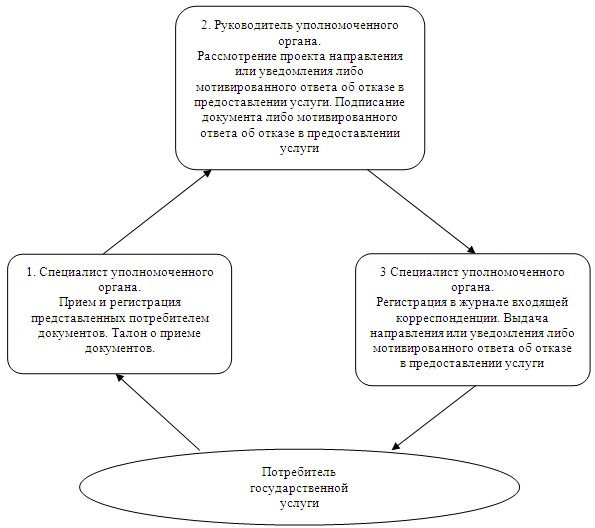 2. Руководитель уполномоченного
органа.
Рассмотрение проекта направления
или уведомления либо
мотивированного ответа об отказе в
предоставлении услуги. Подписание
документа либо мотивированного
ответа об отказе в предоставлении
услуги
1. Специалист уполномоченного
органа.
Прием и регистрация
представленных потребителем
документов. Талон о приеме
документов.
3 Специалист уполномоченного
органа.
Регистрация в журнале входящей
корреспонденции. Выдача
направления или уведомления либо
мотивированного ответа об отказе
в предоставлении услуги
Потребитель
государственной
услуги